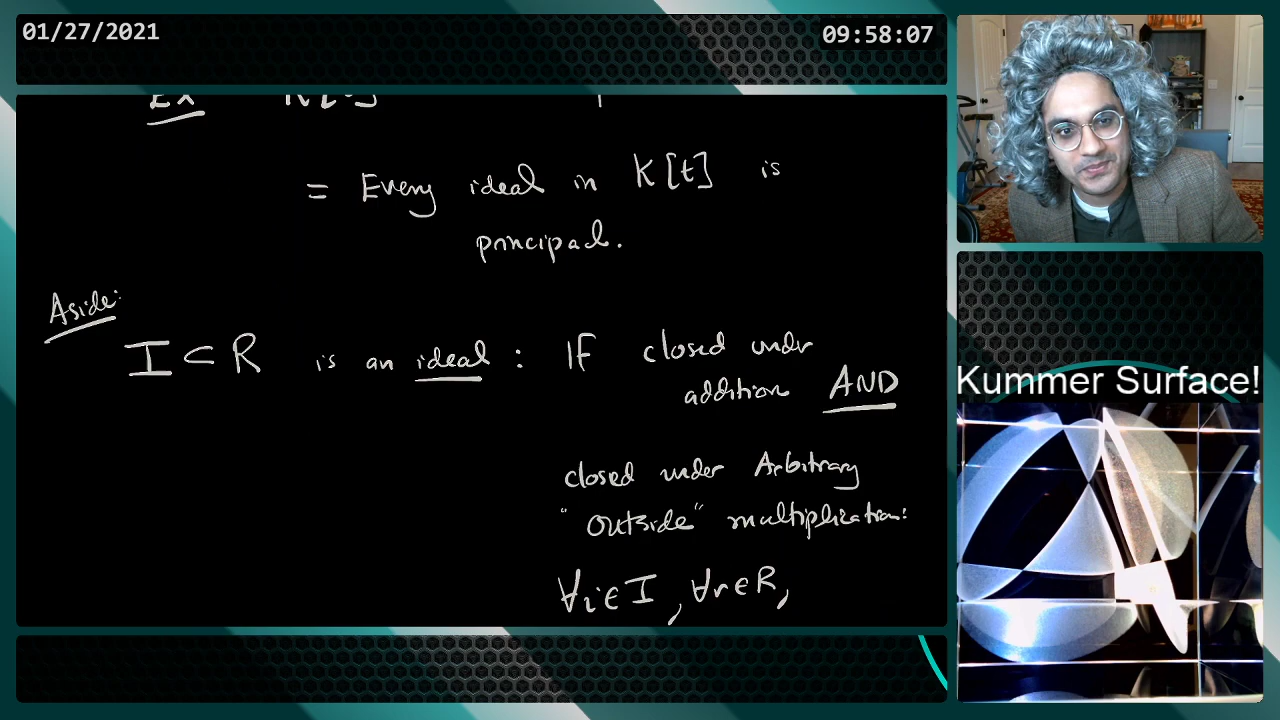 01/27/2021
09:58:07
Ex K[t]
= Every ideal in K[t] is
principal.
Aside:
I ⊂ R is an ideal : IF closed under
addition AND
closed under Arbitrary
"outside" multiplication:
∀i∈I, ∀r∈R,
Kummer Surface!